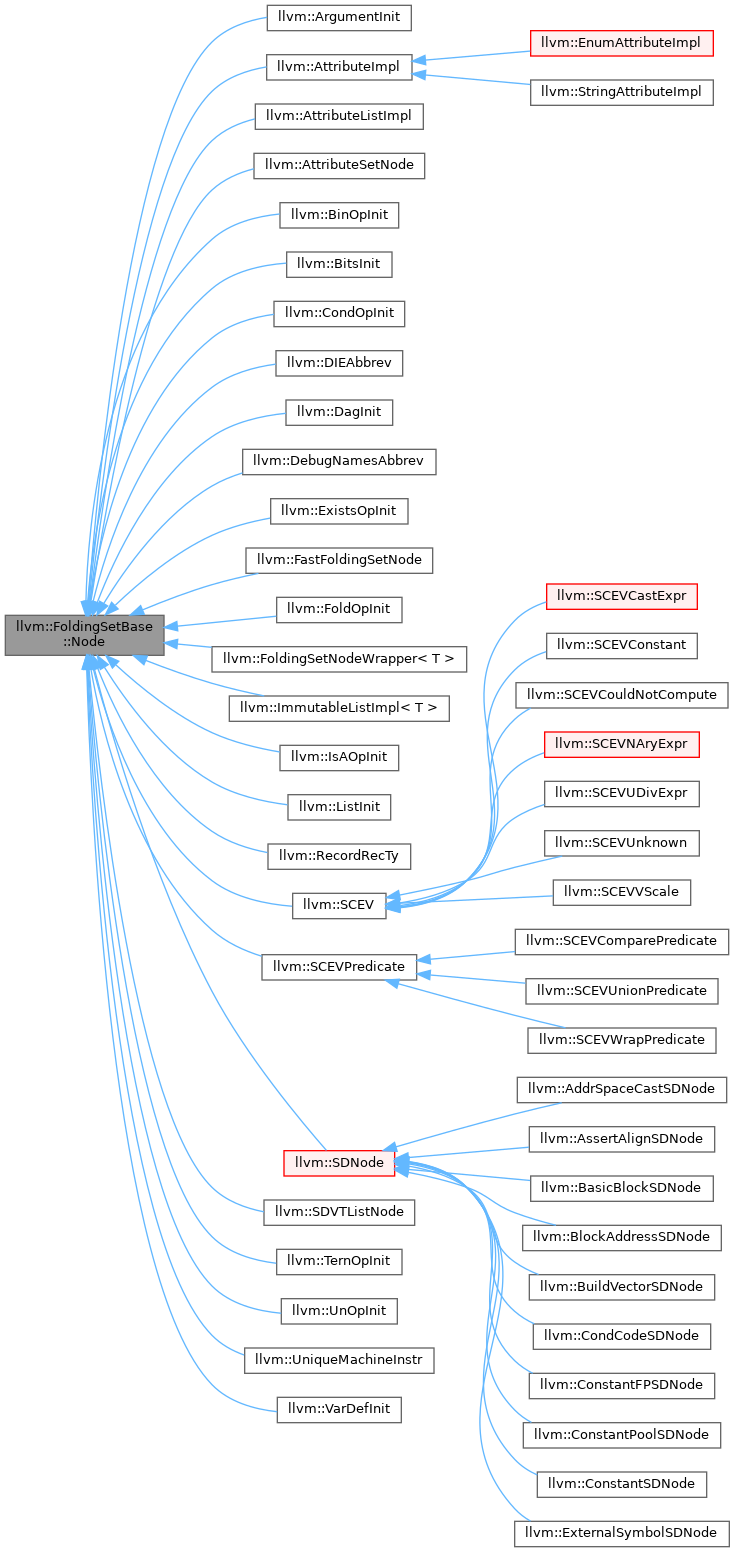 llvm::ArgumentInit
llvm::AttributeImpl
llvm::EnumAttributeImpl
llvm::StringAttributeImpl
llvm::AttributeListImpl
llvm::AttributeSetNode
llvm::BinOpInit
llvm::BitsInit
llvm::CondOpInit
llvm::DIEAbbrev
llvm::DagInit
llvm::DebugNamesAbbrev
llvm::ExistsOpInit
llvm::FastFoldingSetNode
llvm::FoldOpInit
llvm::FoldingSetBase
::Node
llvm::FoldingSetNodeWrapper< T >
llvm::ImmutableListImpl< T >
llvm::IsAOpInit
llvm::ListInit
llvm::RecordRecTy
llvm::SCEV
llvm::SCEVCastExpr
llvm::SCEVConstant
llvm::SCEVCouldNotCompute
llvm::SCEVNAryExpr
llvm::SCEVUDivExpr
llvm::SCEVUnknown
llvm::SCEVVScale
llvm::SCEVPredicate
llvm::SCEVComparePredicate
llvm::SCEVUnionPredicate
llvm::SCEVWrapPredicate
llvm::SDNode
llvm::AddrSpaceCastSDNode
llvm::AssertAlignSDNode
llvm::BasicBlockSDNode
llvm::BlockAddressSDNode
llvm::BuildVectorSDNode
llvm::CondCodeSDNode
llvm::ConstantFPSDNode
llvm::ConstantPoolSDNode
llvm::ConstantSDNode
llvm::ExternalSymbolSDNode
llvm::SDVTListNode
llvm::TernOpInit
llvm::UnOpInit
llvm::UniqueMachineInstr
llvm::VarDefInit